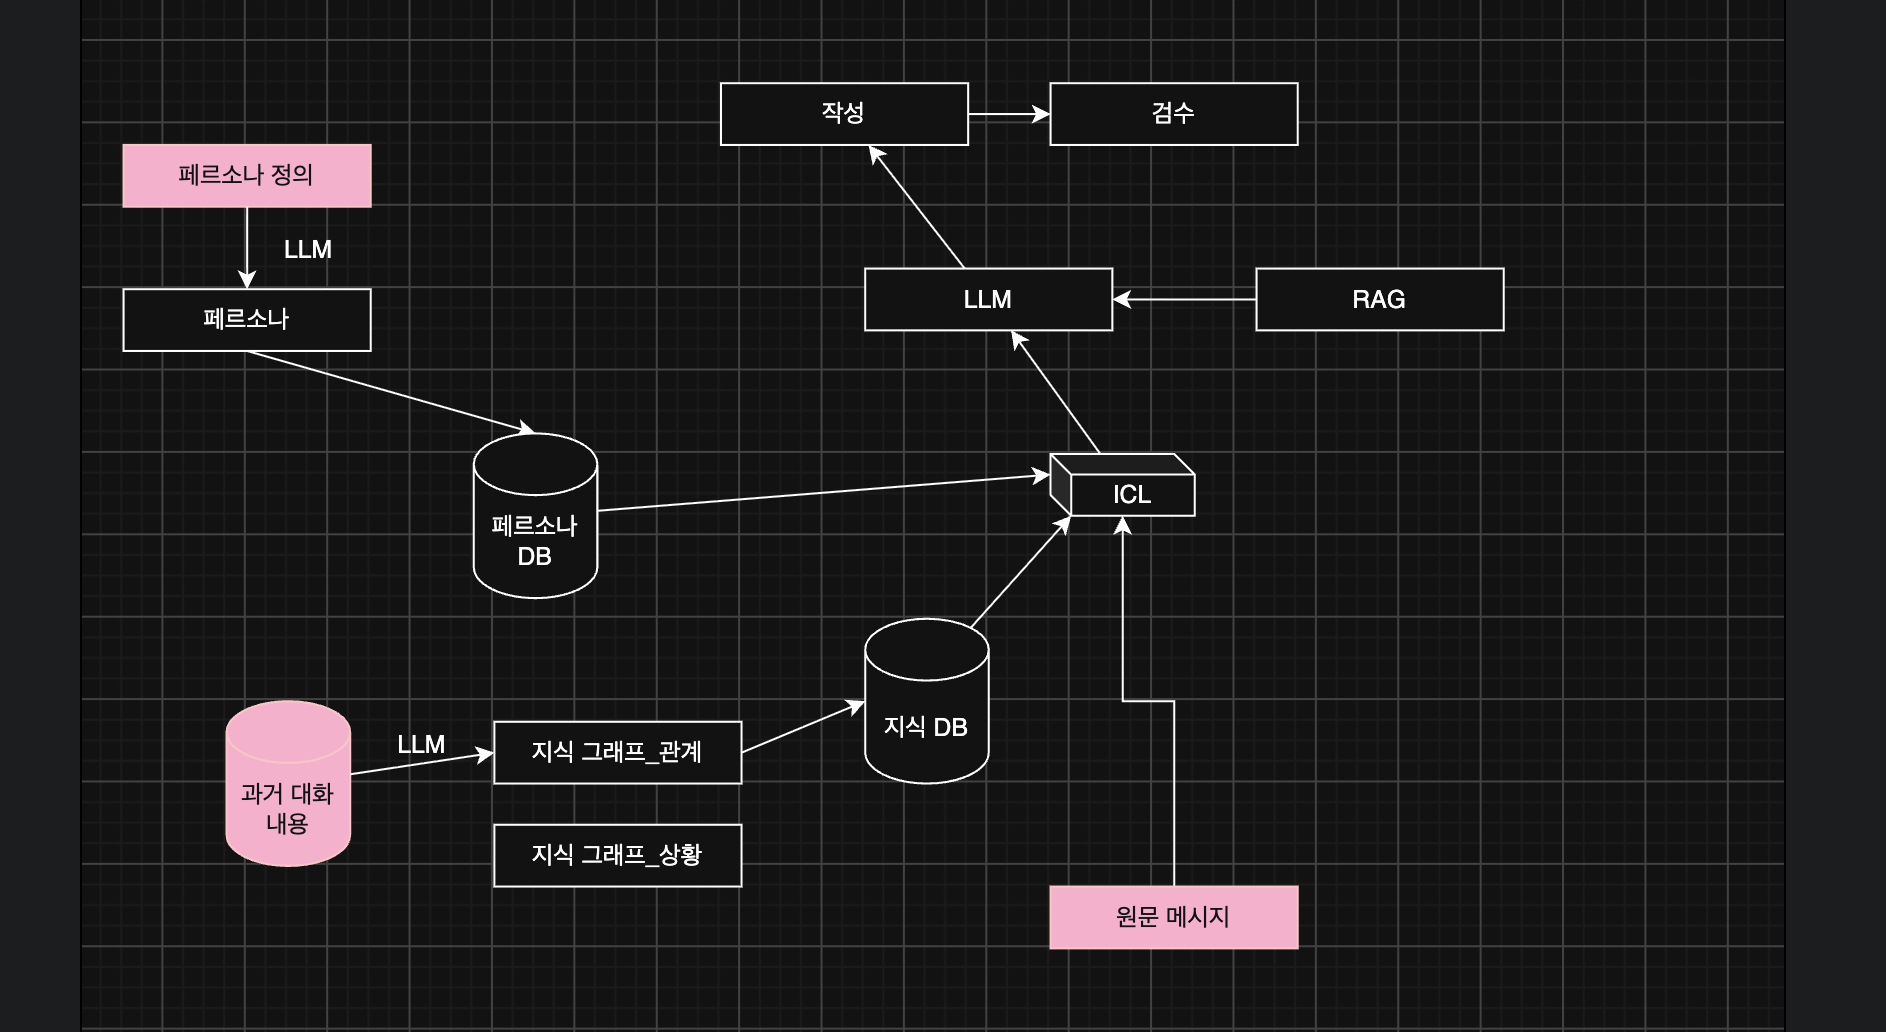 작성
검수
페르소나 정의
LLM
페르소나
LLM
RAG
페르소나
DB
ICL
지식 DB
LLM
지식 그래프_관계
과거 대화
내용
지식 그래프_상황
원문 메시지